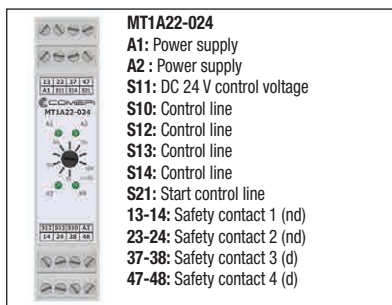 MT1A22-024
A1: Power supply
A2 : Power supply
S11: DC 24 V control voltage
S10: Control line
S12: Control line
S13: Control line
S14: Control line
S21: Start control line
13-14: Safety contact 1 (nd)
23-24: Safety contact 2 (nd)
37-38: Safety contact 3 (d)
47-48: Safety contact 4 (d)
13 23 37 47
A1
COMEPI
MT1A22-024
A1 A2
A3 A4
S12 S13 S10 A2
14 24 38 48